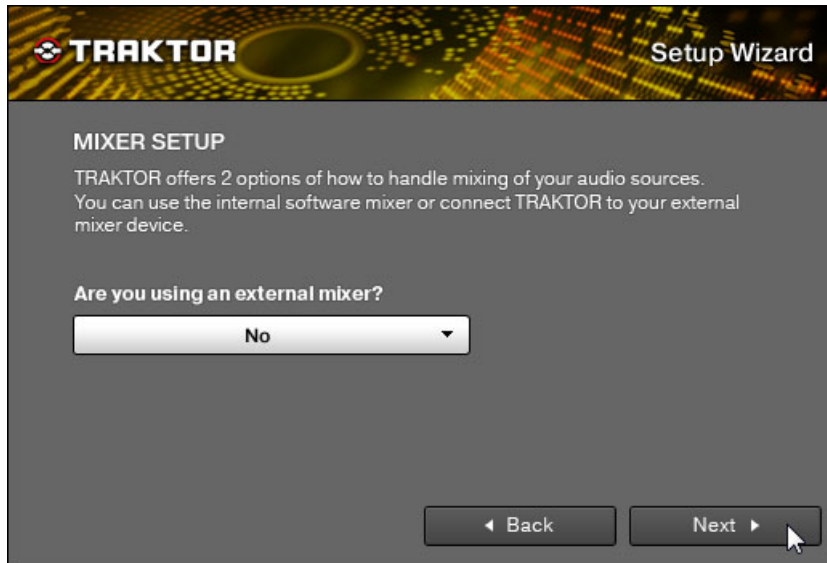 TRAKTOR
Setup Wizard
MIXER SETUP
TRAKTOR offers 2 options of how to handle mixing of your audio sources.
You can use the internal software mixer or connect TRAKTOR to your external
mixer device.
Are you using an external mixer?
No
Back
Next